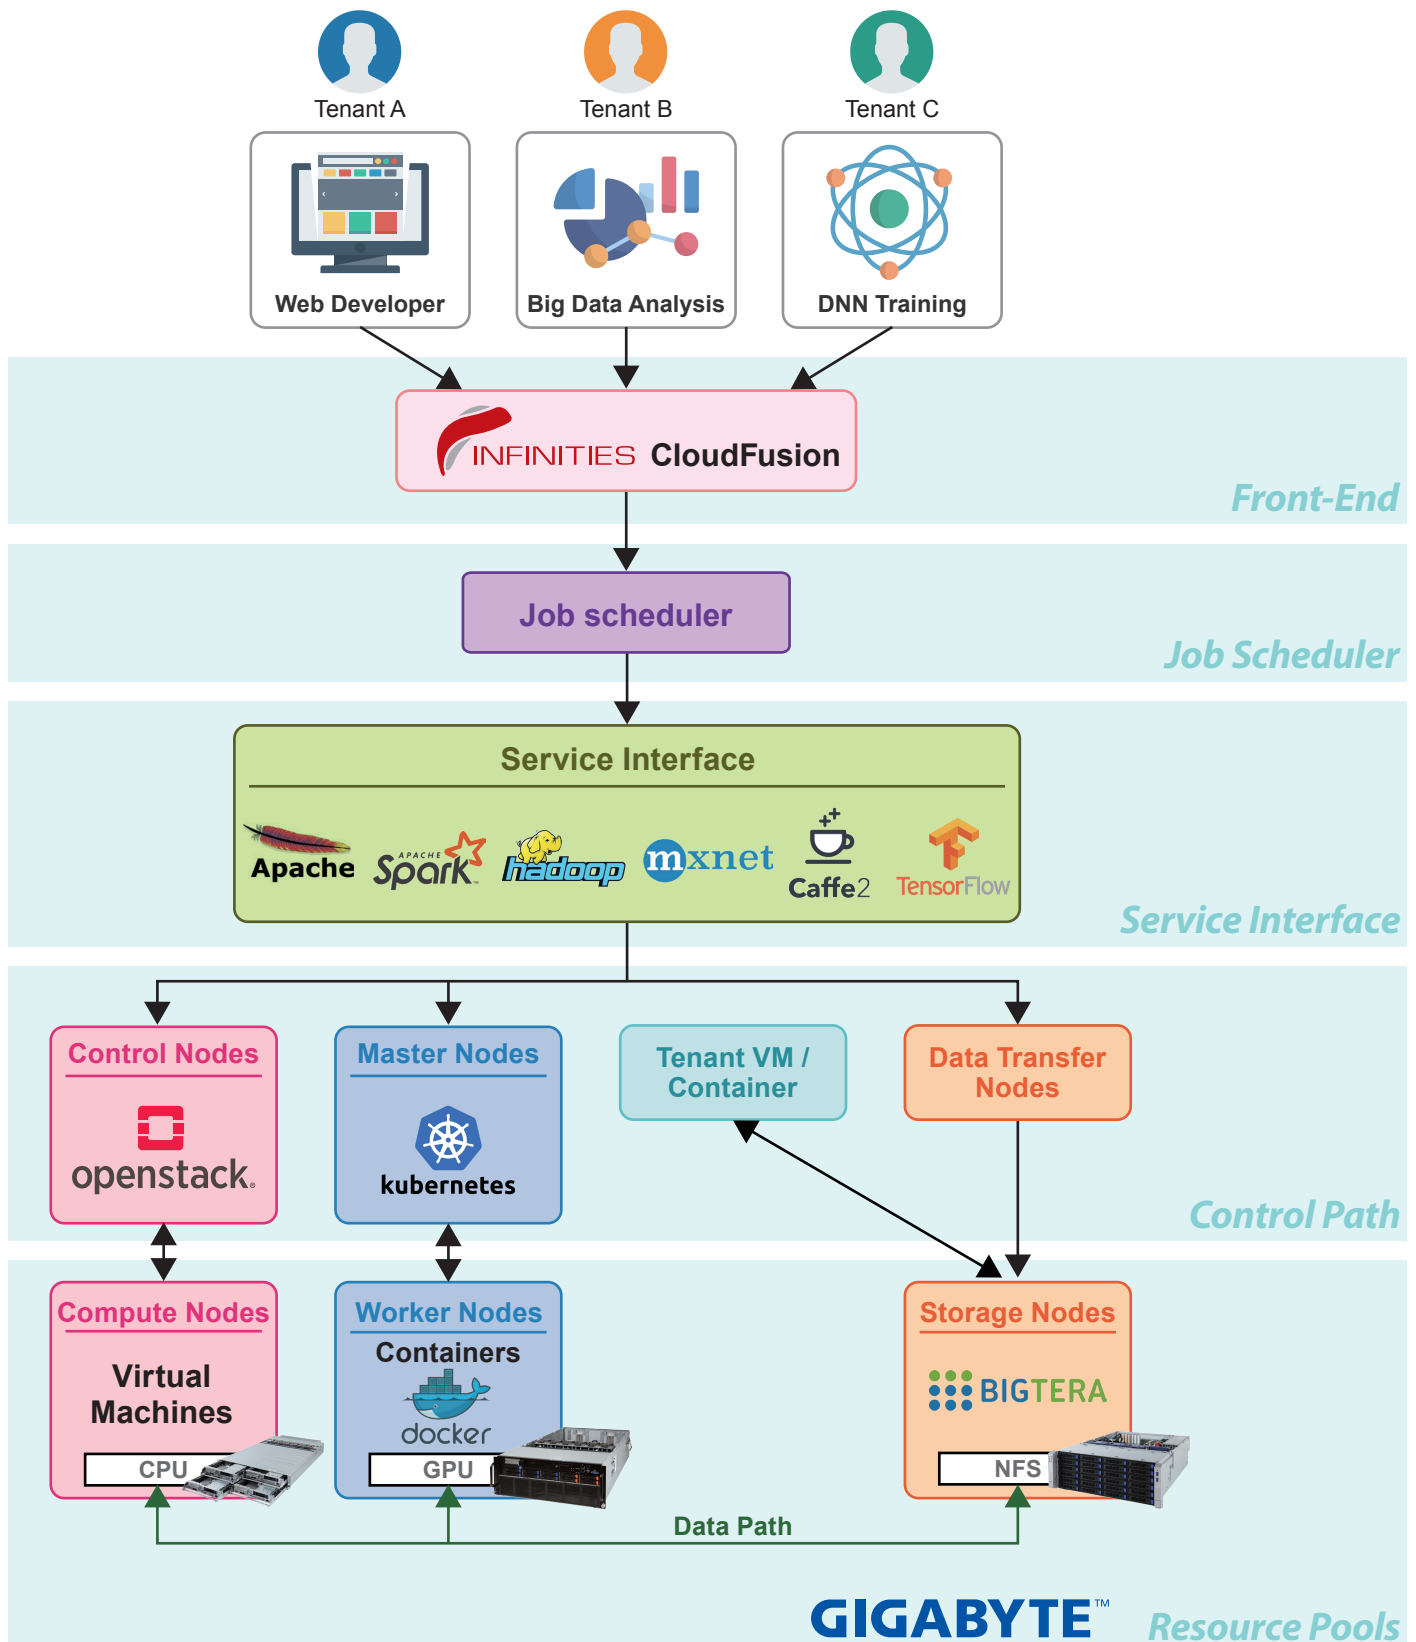 Tenant A
Tenant B
Tenant C
Web Developer
Big Data Analysis
DNN Training
INFINITIES CloudFusion
Front-End
Job scheduler
Job Scheduler
Service Interface
Apache
APACHE
Spark™
hadoop
mxnet
Caffe2
TensorFlow
Service Interface
Control Nodes
openstack®
Master Nodes
kubernetes
Tenant VM /
Container
Data Transfer
Nodes
Control Path
Compute Nodes
Virtual
Machines
CPU
Worker Nodes
Containers
docker
GPU
Storage Nodes
BIGTERA
NFS
Data Path
GIGABYTE™
Resource Pools